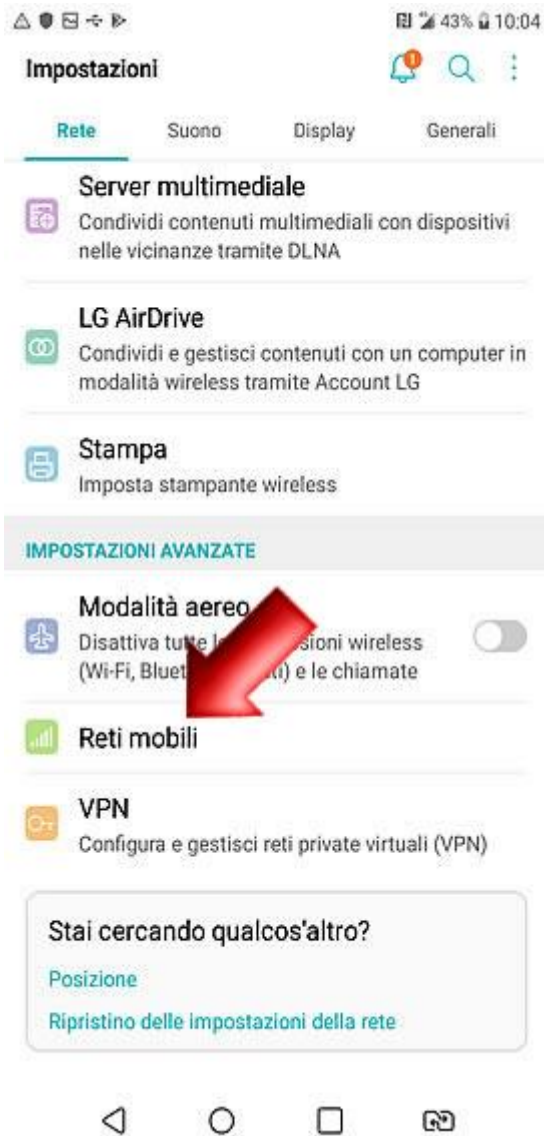 43% 10:04
Impostazioni
1
Rete Suono Display Generali
Server multimediale
Condividi contenuti multimediali con dispositivi
nelle vicinanze tramite DLNA
LG AirDrive
Condividi e gestisci contenuti con un computer in
modalità wireless tramite Account LG
Stampa
Imposta stampante wireless
IMPOSTAZIONI AVANZATE
Modalità aereo
Disattiva tutte wireless
(Wi-Fi, e le chiamate
Reti mobili
VPN
Configura e gestisci reti private virtuali (VPN)
Stai cercando qualcos'altro?
Posizione
Ripristino delle impostazioni della rete